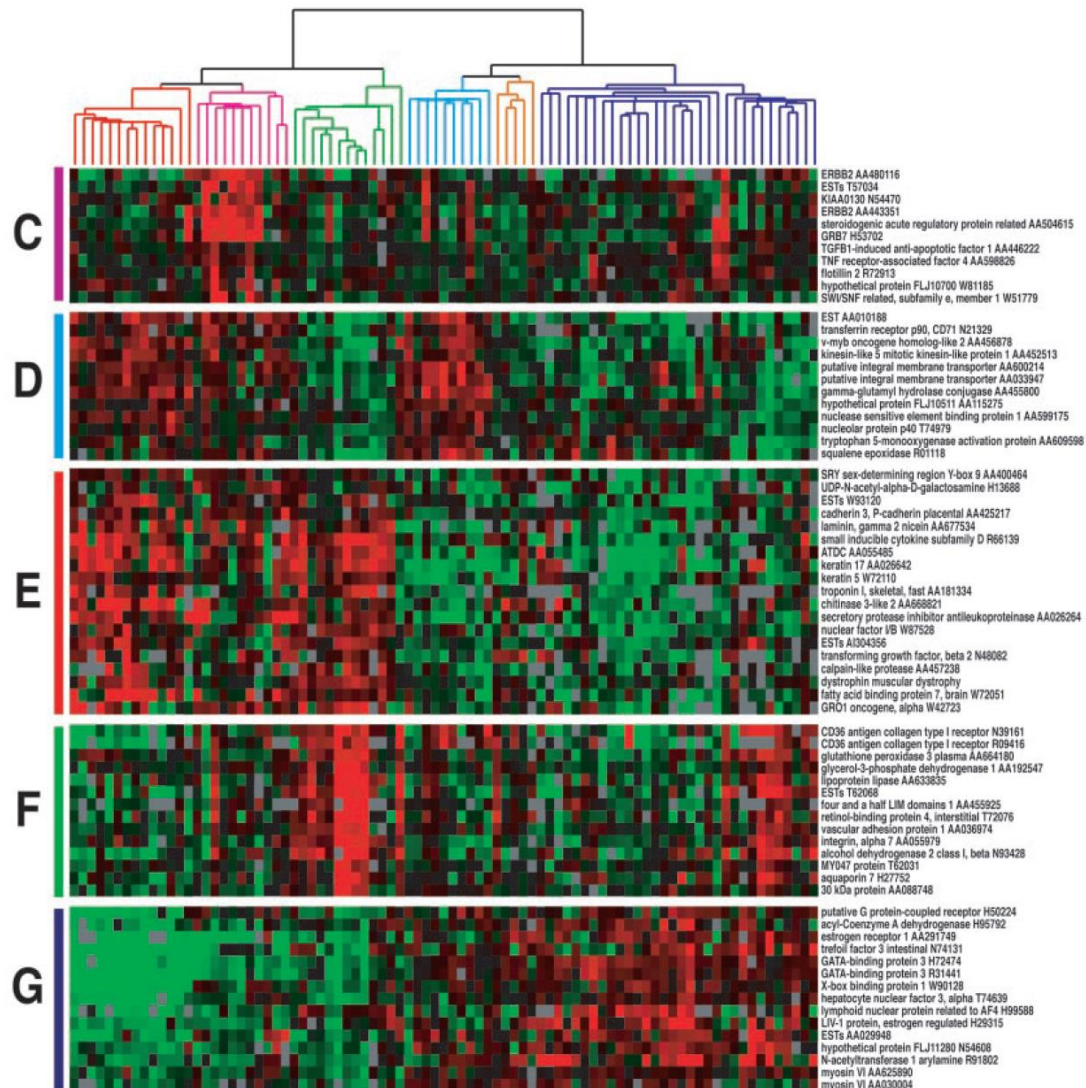 C
ERBB2 AA480116
ESTs T57034
KIAA0130 N54470
ERBB2 AA443351
steroidogenic acute regulatory protein related AA504615
GRB7 H53702
TGFB1-induced anti-apoptotic factor 1 AA446222
TNF receptor-associated factor 4 AA598826
flotillin 2 R72913
hypothetical protein FLJ10700 W81185
SWI/SNF related, subfamily e, member 1 W51779
D
EST AA010188
transferrin receptor p90, CD71 N21329
v-myb oncogene homolog-like 2 AA456878
kinesin-like 5 mitotic kinesin-like protein 1 AA452513
putative integral membrane transporter AA600214
putative integral membrane transporter AA033947
gamma-glutamyl hydrolase conjugase AA455800
hypothetical protein FLJ10511 AA115275
nuclease sensitive element binding protein 1 AA599175
nucleolar protein p40 T74979
tryptophan 5-monooxygenase activation protein AA609598
squalene epoxidase R01118
E
SRY sex-determining region Y-box 9 AA400464
UDP-N-acetyl-alpha-D-galactosamine H13688
ESTs W93120
cadherin 3, P-cadherin placental AA425217
laminin, gamma 2 nicein AA677534
small inducible cytokine subfamily D R66139
ATDC AA055485
keratin 17 AA026642
keratin 5 W72110
troponin I, skeletal, fast AA181334
chitinase 3-like 2 AA668821
secretory protease inhibitor antileukoproteinase AA026264
nuclear factor I/B W87528
ESTs AI304356
transforming growth factor, beta 2 N48082
calpain-like protease AA457238
dystrophin muscular dystrophy
fatty acid binding protein 7, brain W72051
GRO1 oncogene, alpha W42723
F
CD36 antigen collagen type I receptor N39161
CD36 antigen collagen type I receptor R09416
glutathione peroxidase 3 plasma AA664180
glycerol-3-phosphate dehydrogenase 1 AA192547
lipoprotein lipase AA633835
ESTs T62068
four and a half LIM domains 1 AA455925
retinol-binding protein 4, interstitial T72076
vascular adhesion protein 1 AA036974
integrin, alpha 7 AA055979
alcohol dehydrogenase 2 class I, beta N93428
MY047 protein T62031
aquaporin 7 H27752
30 kDa protein AA088748
G
putative G protein-coupled receptor H50224
acyl-Coenzyme A dehydrogenase H95792
estrogen receptor 1 AA291749
trefoil factor 3 intestinal N74131
GATA-binding protein 3 H72474
GATA-binding protein 3 R31441
X-box binding protein 1 W90128
hepatocyte nuclear factor 3, alpha T74639
lymphoid nuclear protein related to AF4 H99588
LIV-1 protein, estrogen regulated H29315
ESTs AA029948
hypothetical protein FLJ11280 N54608
N-acetyltransferase 1 arylamine R91802
myosin VI AA625890
myosin VI AA030004